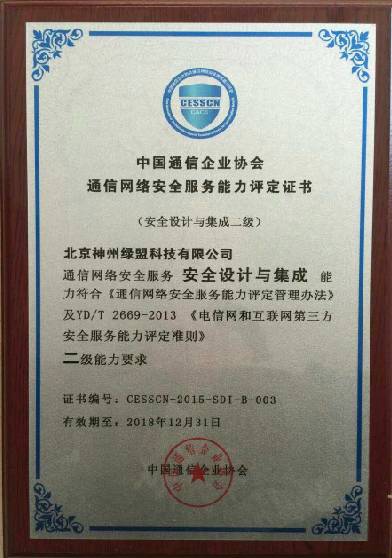 CESSCN
CACE
中国通信企业协会
通信网络安全服务能力评定证书
（安全设计与集成二级）
北京神州绿盟科技有限公司
通信网络安全服务 安全设计与集成 能
力符合《通信网络安全服务能力评定管理办法》
及YD/T 2669-2013 《电信网和互联网第三方
安全服务能力评定准则》
二级能力要求
证书编号：CESSCN-2015-SDI-B-003
有效期至：2018年12月31日
中国通信企业协会